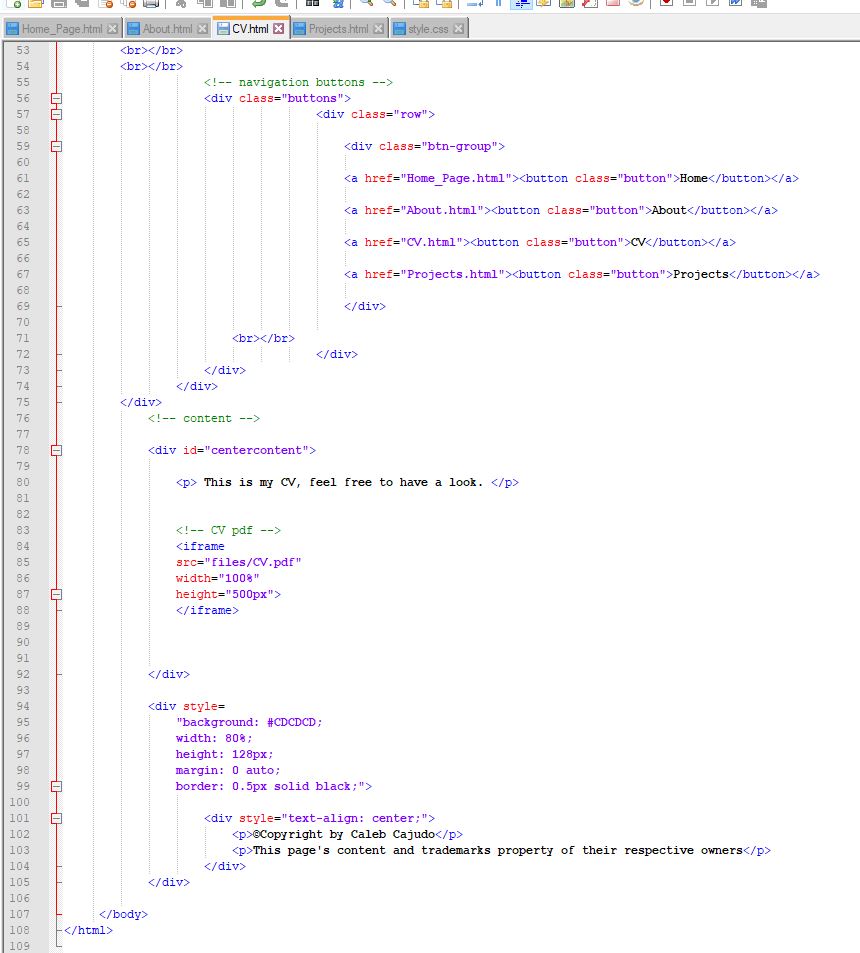 Home_Page.html About.html CV.html Projects.html style.css
53 <br></br>
54 <br></br>
55 <!-- navigation buttons -->
56 <div class="buttons">
57 <div class="row">
58
59 <div class="btn-group">
60
61 <a href="Home_Page.html"><button class="button">Home</button></a>
62
63 <a href="About.html"><button class="button">About</button></a>
64
65 <a href="CV.html"><button class="button">CV</button></a>
66
67 <a href="Projects.html"><button class="button">Projects</button></a>
68
69 </div>
70
71 <br></br>
72 </div>
73 </div>
74 </div>
75 </div>
76 <!-- content -->
77
78 <div id="centercontent">
79
80 <p> This is my CV, feel free to have a look. </p>
81
82
83 <!-- CV pdf -->
84 <iframe
85 src="files/CV.pdf"
86 width="100%"
87 height="500px">
88 </iframe>
89
90
91
92 </div>
93
94 <div style=
95 "background: #CDCDCD;
96 width: 80%;
97 height: 128px;
98 margin: 0 auto;
99 border: 0.5px solid black;">
100
101 <div style="text-align: center;">
102 <p>©Copyright by Caleb Cajudo</p>
103 <p>This page's content and trademarks property of their respective owners</p>
104 </div>
105 </div>
106
107 </body>
108 </html>
109